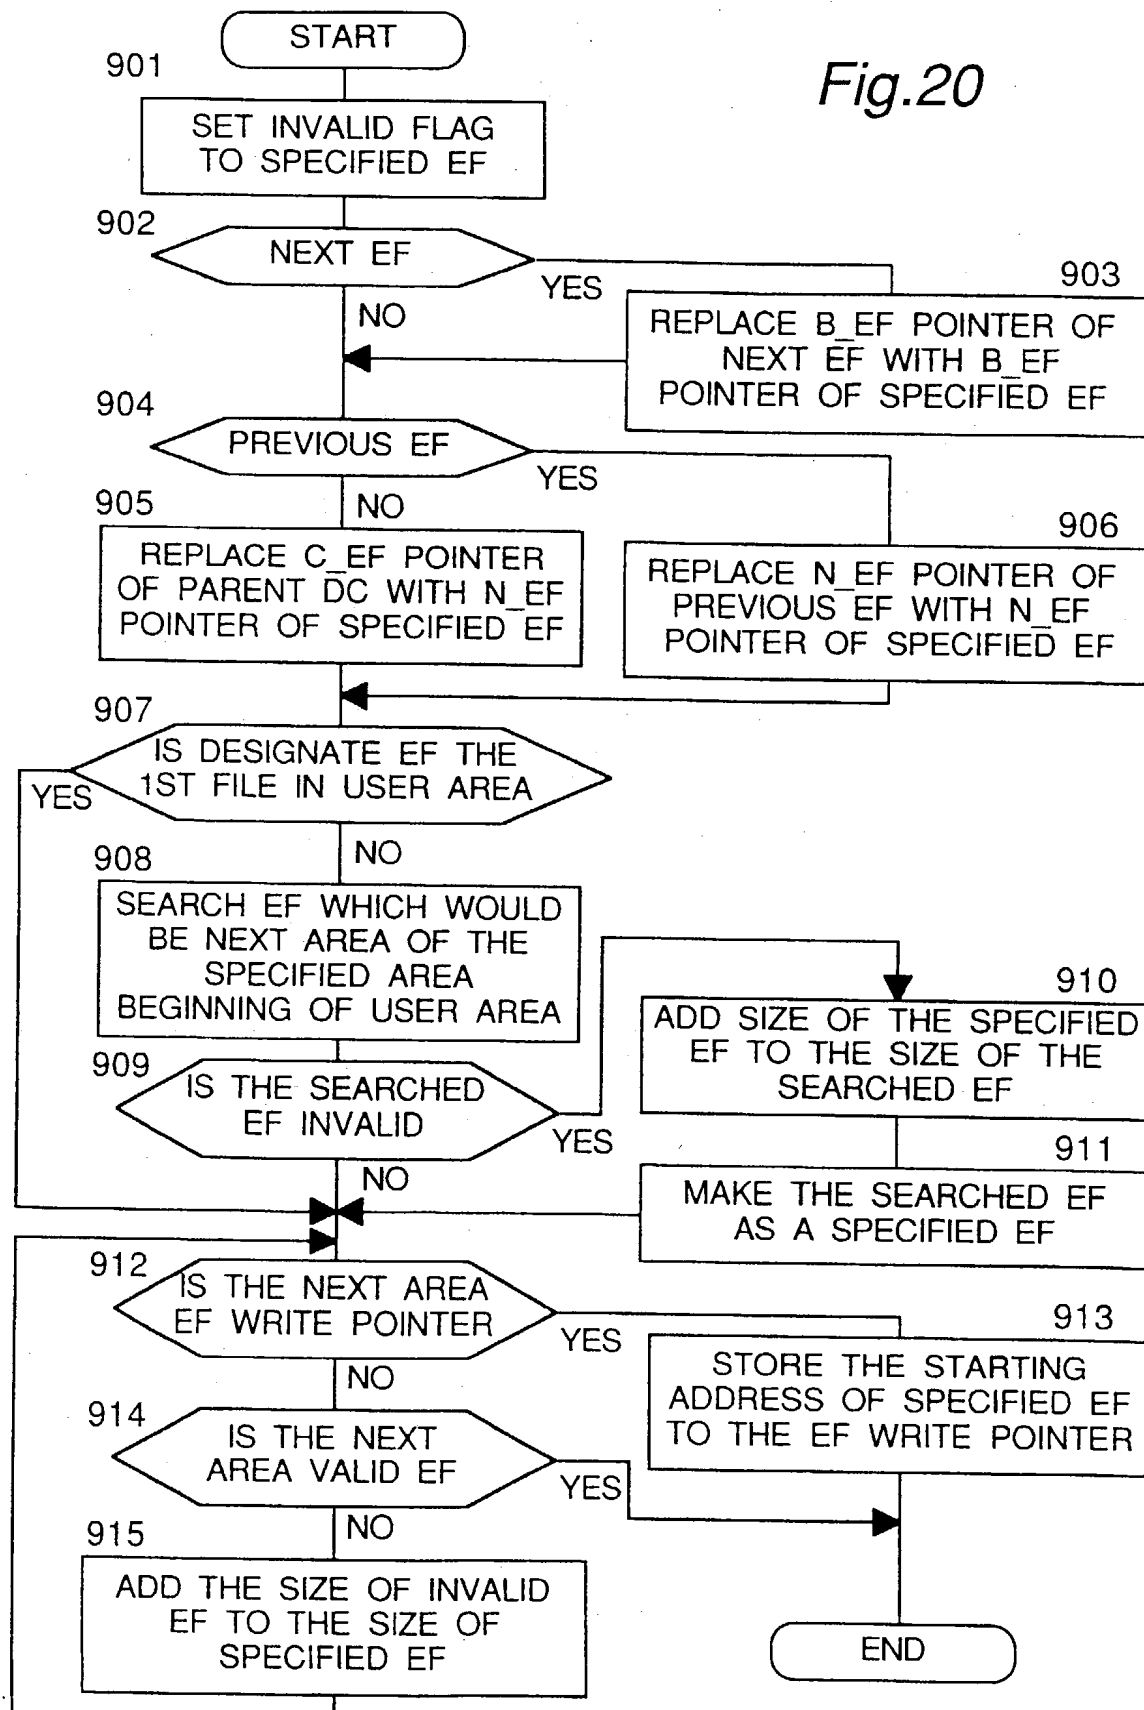 START
Fig.20
901
SET INVALID FLAG
TO SPECIFIED EF
902
NEXT EF
YES
NO
903
REPLACE B_EF POINTER OF
NEXT EF WITH B_EF
POINTER OF SPECIFIED EF
904
PREVIOUS EF
YES
NO
905
REPLACE C_EF POINTER
OF PARENT DC WITH N_EF
POINTER OF SPECIFIED EF
906
REPLACE N_EF POINTER OF
PREVIOUS EF WITH N_EF
POINTER OF SPECIFIED EF
907
IS DESIGNATE EF THE
1ST FILE IN USER AREA
YES
NO
908
SEARCH EF WHICH WOULD
BE NEXT AREA OF THE
SPECIFIED AREA
BEGINNING OF USER AREA
909
IS THE SEARCHED
EF INVALID
YES
NO
910
ADD SIZE OF THE SPECIFIED
EF TO THE SIZE OF THE
SEARCHED EF
911
MAKE THE SEARCHED EF
AS A SPECIFIED EF
912
IS THE NEXT AREA
EF WRITE POINTER
YES
NO
913
STORE THE STARTING
ADDRESS OF SPECIFIED EF
TO THE EF WRITE POINTER
914
IS THE NEXT
AREA VALID EF
YES
NO
915
ADD THE SIZE OF INVALID
EF TO THE SIZE OF
SPECIFIED EF
END